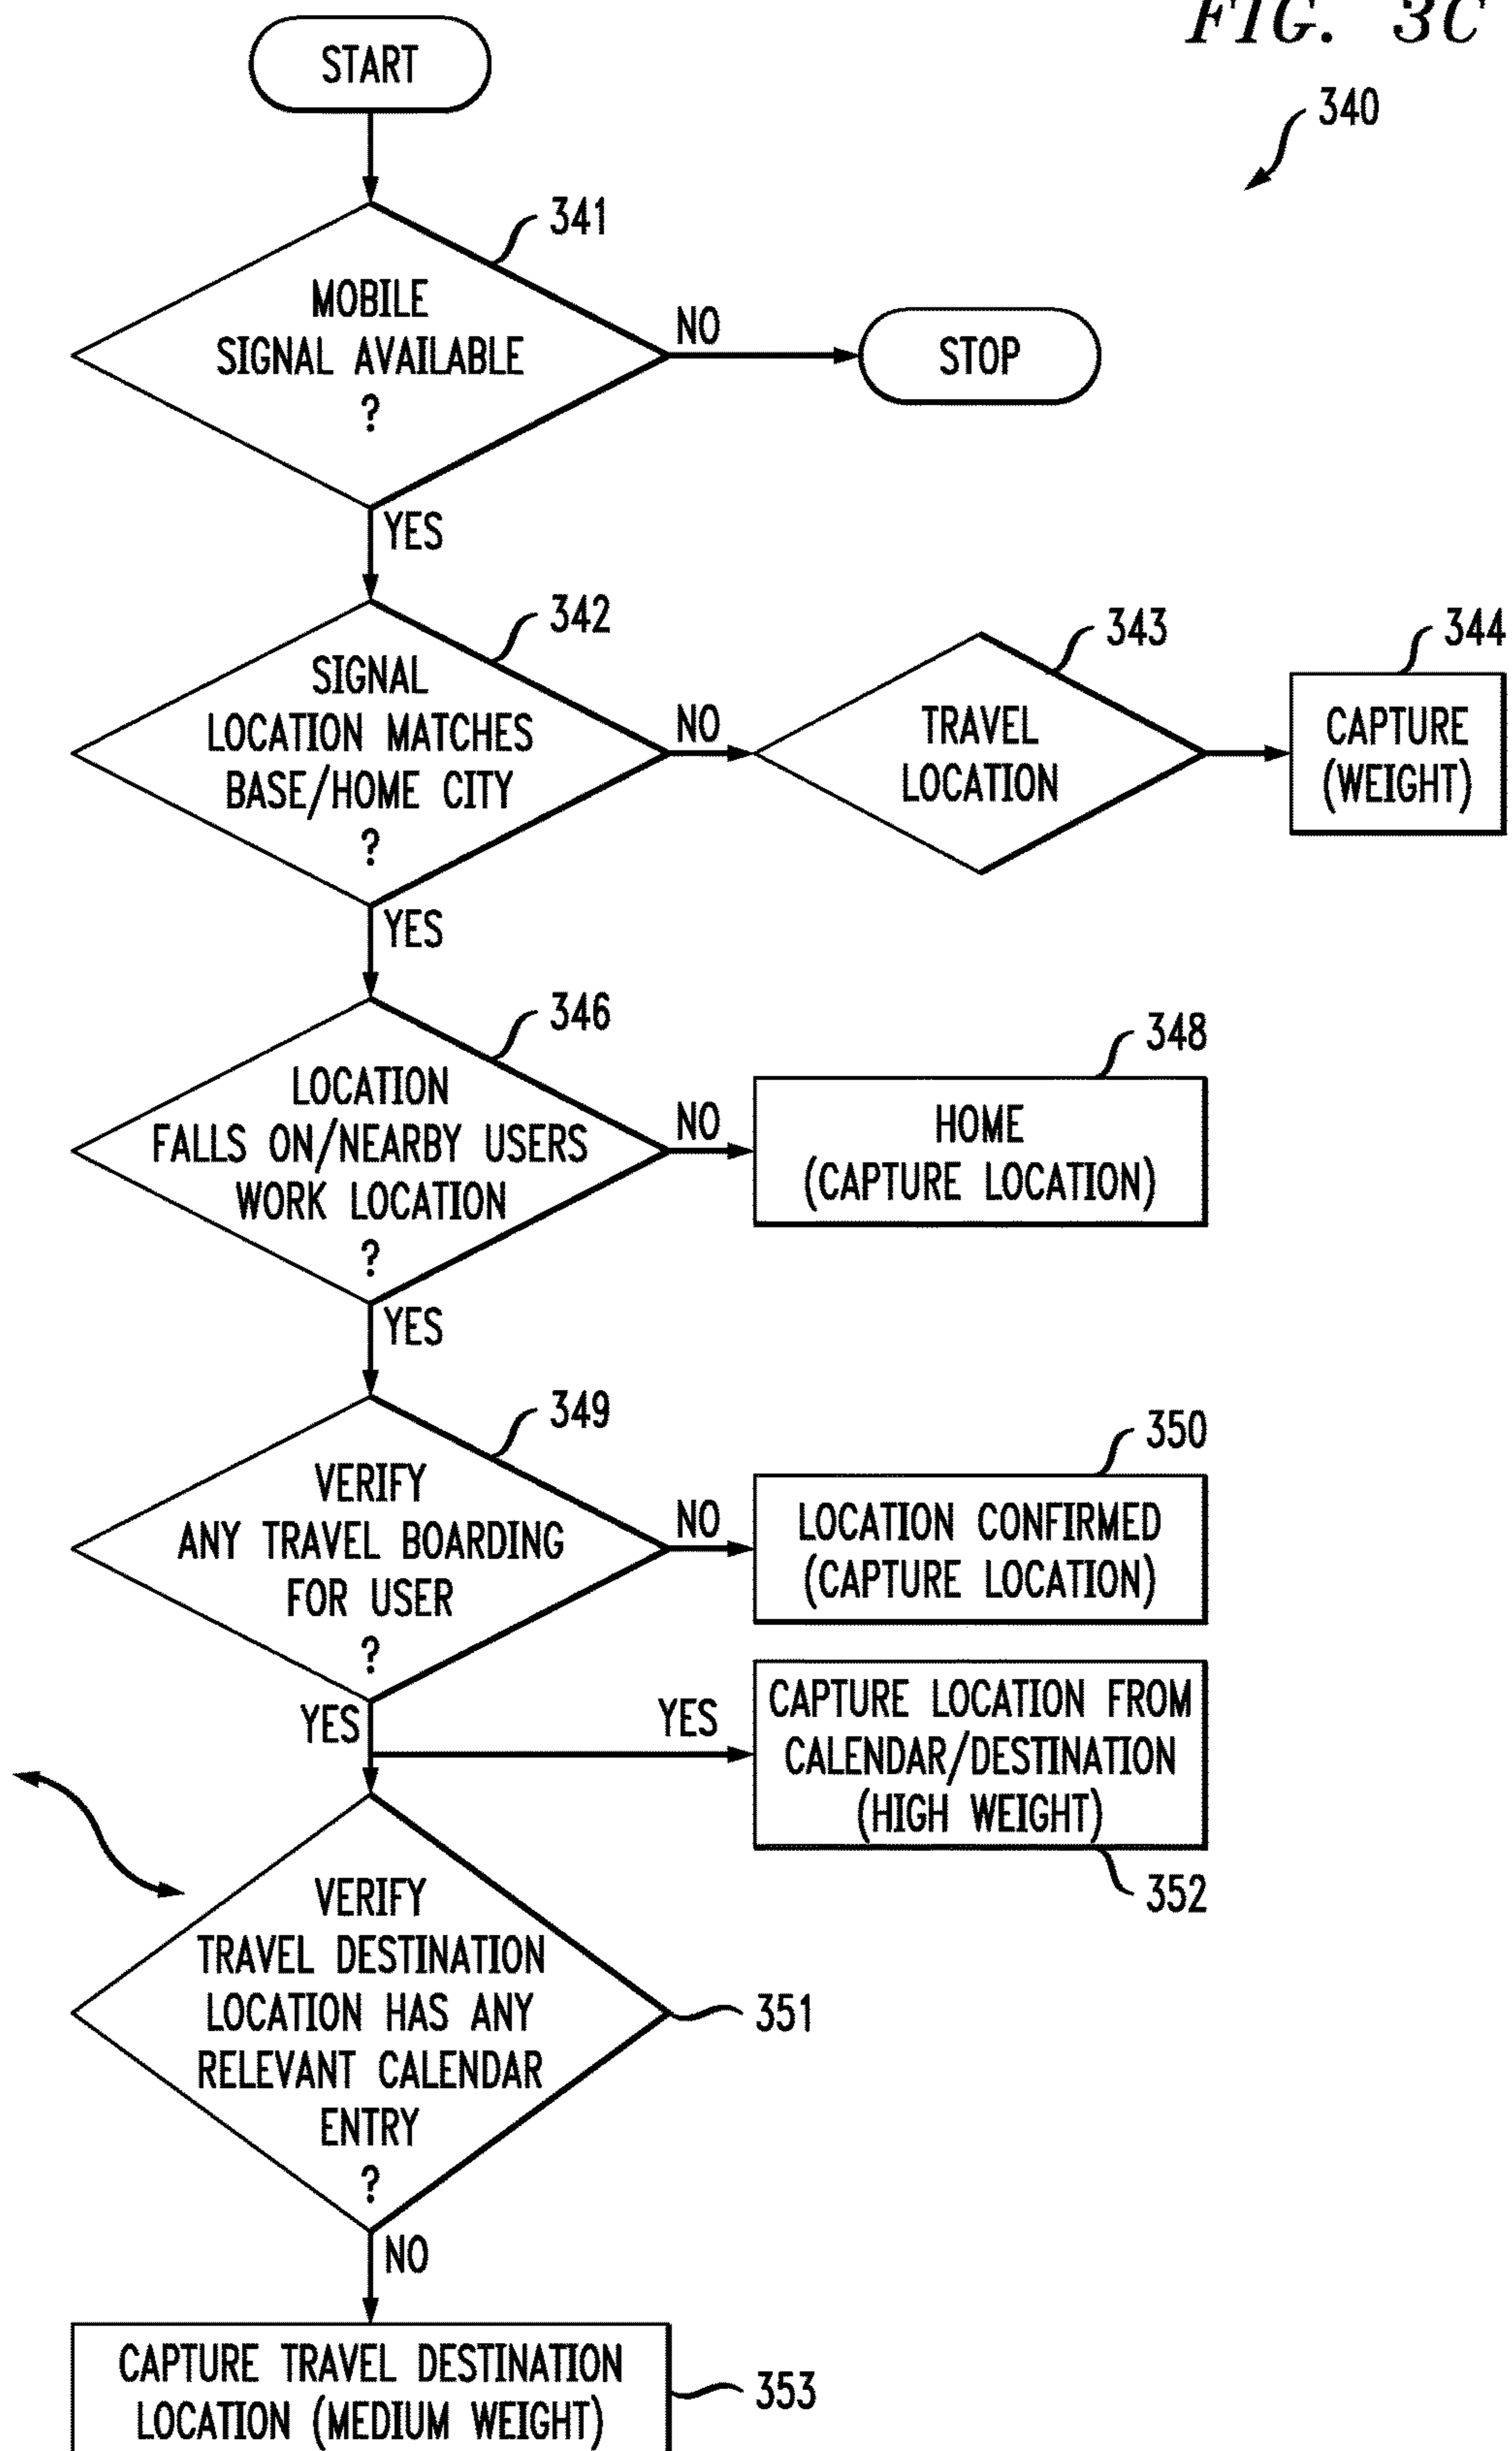 FIG. 3C
START
340
341
MOBILE
SIGNAL AVAILABLE
?
NO
STOP
YES
342
SIGNAL
LOCATION MATCHES
BASE/HOME CITY
?
NO
343
TRAVEL
LOCATION
344
CAPTURE
(WEIGHT)
YES
346
LOCATION
FALLS ON/NEARBY USERS
WORK LOCATION
?
NO
348
HOME
(CAPTURE LOCATION)
YES
349
VERIFY
ANY TRAVEL BOARDING
FOR USER
?
NO
350
LOCATION CONFIRMED
(CAPTURE LOCATION)
YES
YES
CAPTURE LOCATION FROM
CALENDAR/DESTINATION
(HIGH WEIGHT)
352
VERIFY
TRAVEL DESTINATION
LOCATION HAS ANY
RELEVANT CALENDAR
ENTRY
?
351
NO
CAPTURE TRAVEL DESTINATION
LOCATION (MEDIUM WEIGHT)
353